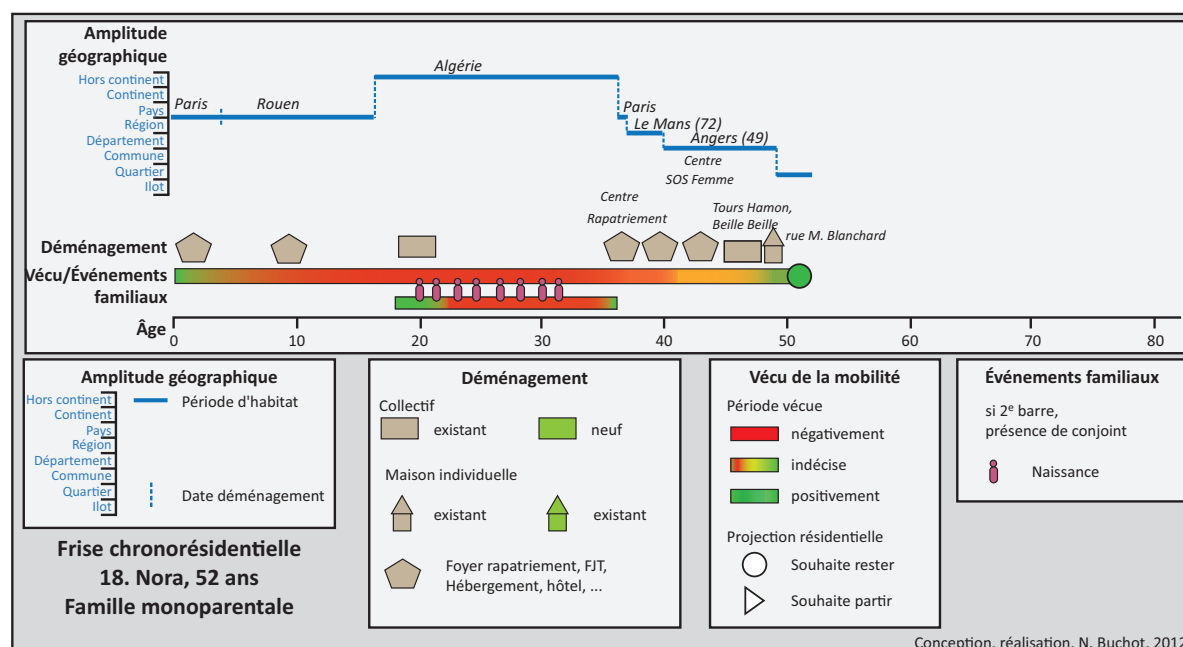 Amplitude
géographique
Hors continent
Continent
Pays
Région
Département
Commune
Quartier
Ilot
Paris
Rouen
Algérie
Paris
Le Mans (72)
Angers (49)
Centre
SOS Femme
Centre
Rapatriement
Tours Hamon,
Beille Beille
rue M. Blanchard
Déménagement
Vécu/Événements
familiaux
Âge
0 10 20 30 40 50 60 70 80
Amplitude géographique
Hors continent
Continent
Pays
Région
Département
Commune
Quartier
Ilot
Période d'habitat
Date déménagement
Frise chronorésidentielle
18. Nora, 52 ans
Famille monoparentale
Déménagement
Collectif
existant neuf
Maison individuelle
existant existant
Foyer rapatriement, FJT,
Hébergement, hôtel, ...
Vécu de la mobilité
Période vécue
négativement
indécise
positivement
Projection résidentielle
Souhaite rester
Souhaite partir
Événements familiaux
si 2e barre,
présence de conjoint
Naissance
Conception, réalisation, N. Buchot, 2012